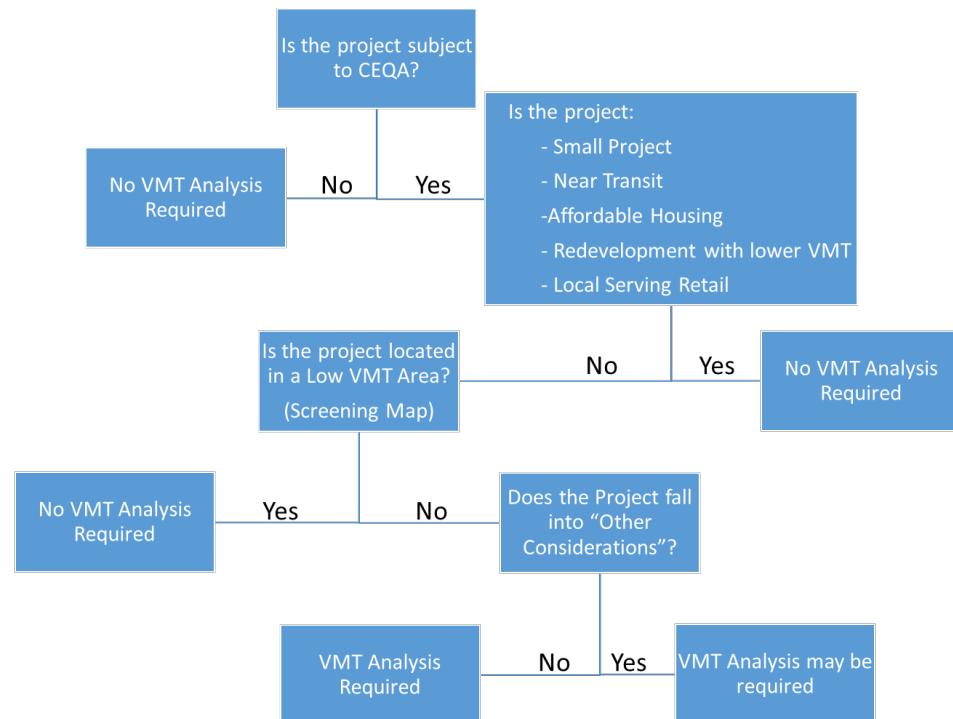 Is the project subject
to CEQA?
Is the project:
- Small Project
- Near Transit
-Affordable Housing
- Redevelopment with lower VMT
- Local Serving Retail
No VMT Analysis
Required
No
Yes
Is the project located
in a Low VMT Area?
(Screening Map)
No
Yes
No VMT Analysis
Required
No VMT Analysis
Required
Yes
No
Does the Project fall
into “Other
Considerations”?
VMT Analysis
Required
No
Yes
VMT Analysis may be
required